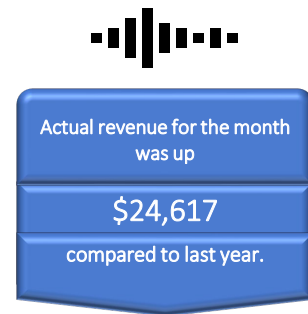 Actual revenue for the month
was up
$24,617
compared to last year.